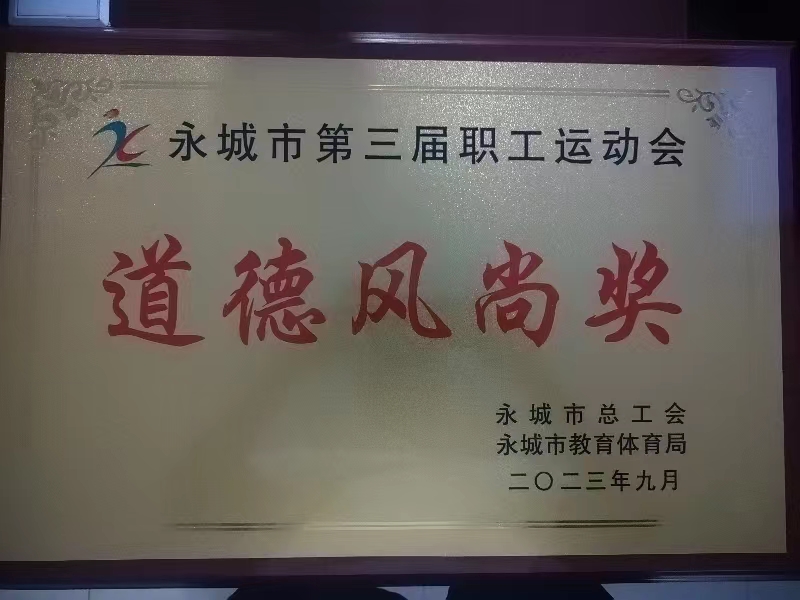 永城市第三届职工运动会
道德风尚奖
永城市总工会
永城市教育体育局
二〇二三年九月